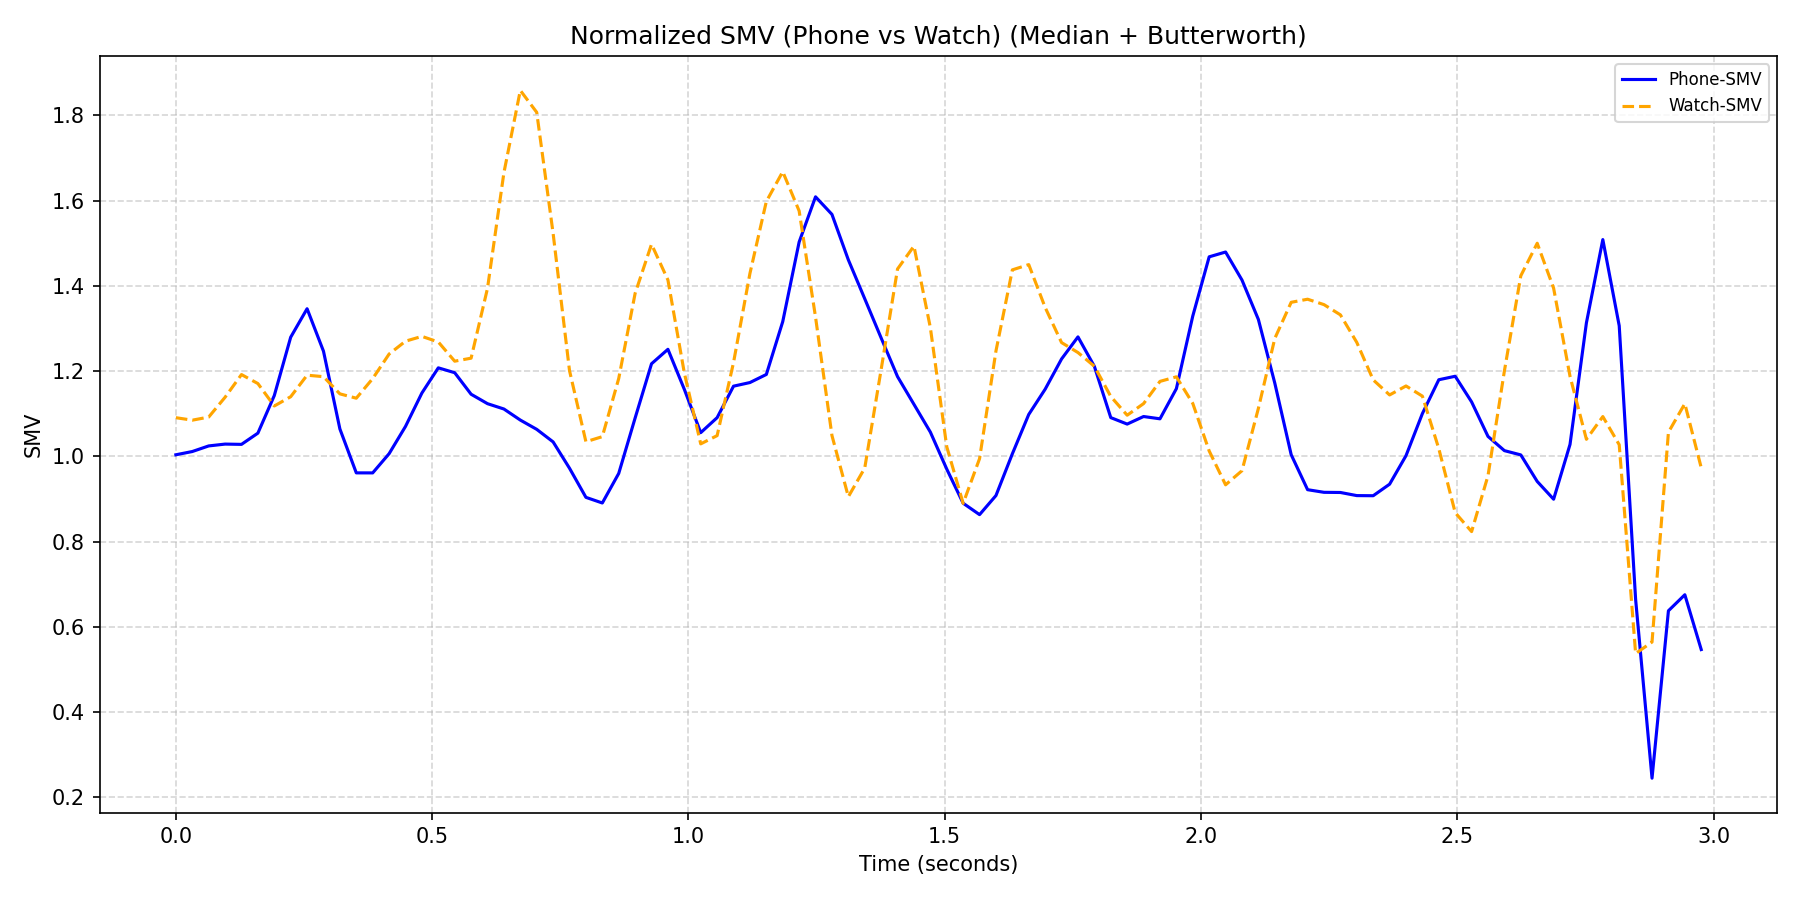 Normalized SMV (Phone vs Watch) (Median + Butterworth)
Phone-SMV
Watch-SMV
1.8
1.6
1.4
1.2
1.0
0.8
0.6
0.4
0.2
SMV
0.0 0.5 1.0 1.5 2.0 2.5 3.0
Time (seconds)